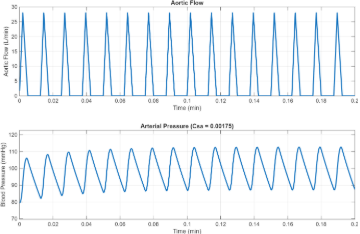 Aortic Flow
Aortic Flow (L/min)
30
25
20
15
10
5
0
0 0.02 0.04 0.06 0.08 0.1 0.12 0.14 0.16 0.18 0.2
Time (min)
Arterial Pressure (Csa = 0.00175)
Blood Pressure (mmHg)
120
110
100
90
80
70
0 0.02 0.04 0.06 0.08 0.1 0.12 0.14 0.16 0.18 0.2
Time (min)